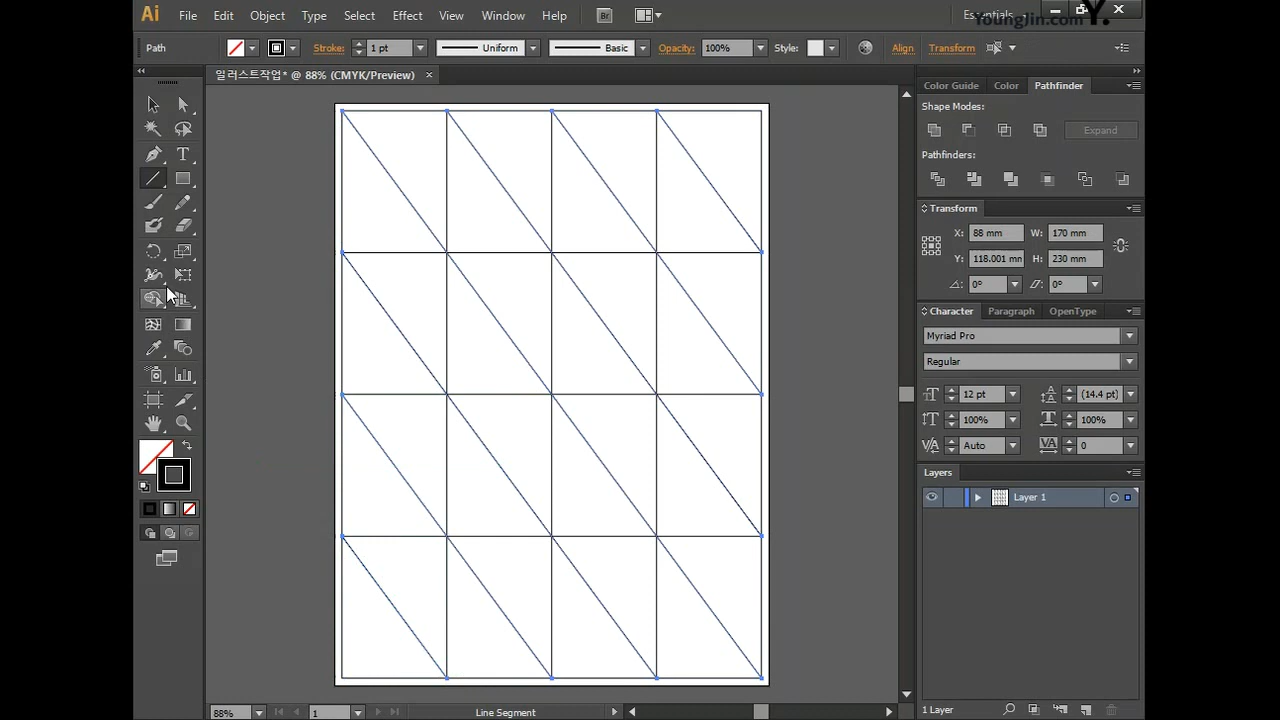 Ai File Edit Object Type Select Effect View Window Help Br Essentials
YoungJin.com Y.
Path Stroke: 1 pt Uniform Basic Opacity: 100% Style: Align Transform
일러스트작업* @ 88% (CMYK/Preview)
Color Guide Color Pathfinder
Shape Modes:
Expand
Pathfinders:
Transform
X: 88 mm W: 170 mm
Y: 118.001 mm H: 230 mm
0° 0°
Character Paragraph OpenType
Myriad Pro
Regular
12 pt (14.4 pt)
100% 100%
Auto 0
Layers
Layer 1
1 Layer
88% 1 Line Segment